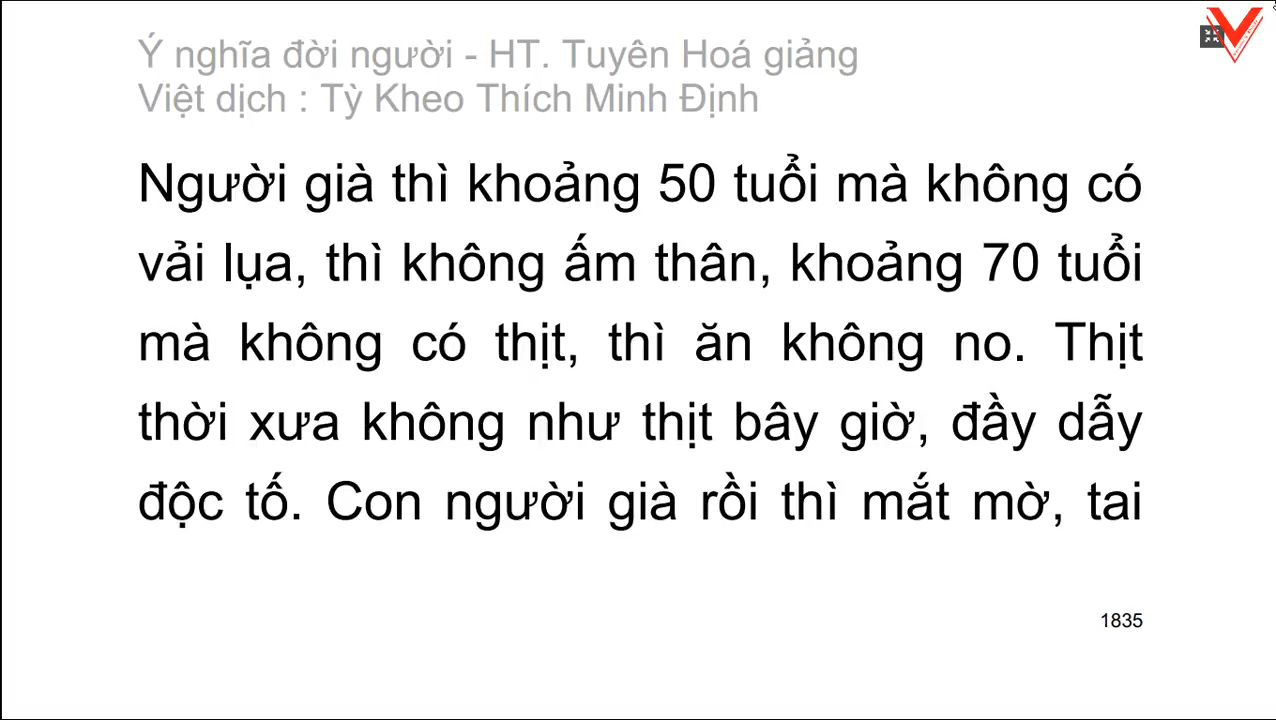 Ý nghĩa đời người - HT. Tuyên Hoá giảng
Việt dịch : Tỳ Kheo Thích Minh Định
Người già thì khoảng 50 tuổi mà không có
vải lụa, thì không ấm thân, khoảng 70 tuổi
mà không có thịt, thì ăn không no. Thịt
thời xưa không như thịt bây giờ, đầy dẫy
độc tố. Con người già rồi thì mắt mờ, tai
1835